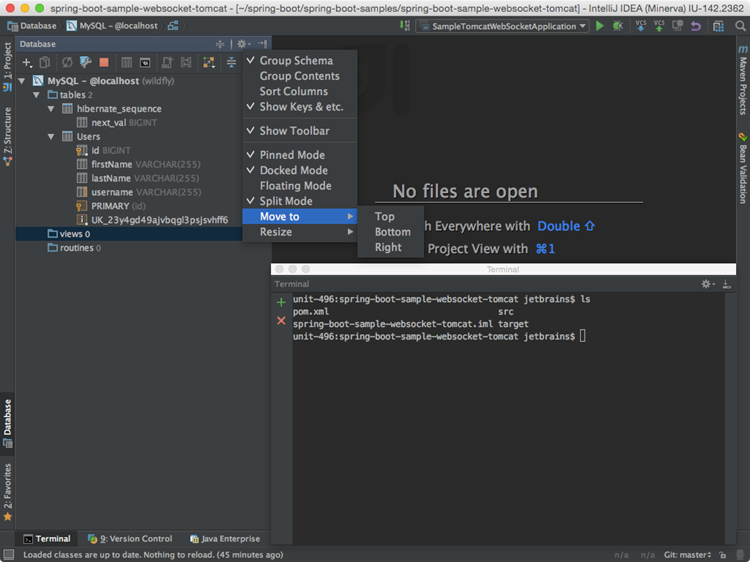 spring-boot-sample-websocket-tomcat - [~/spring-boot/spring-boot-samples/spring-boot-sample-websocket-tomcat] - IntelliJ IDEA (Minerva) IU-142.2362
Database
MySQL - @localhost
SampleTomcatWebSocketApplication
VCS
VCS
Database
MySQL - @localhost (wildfly)
tables 2
hibernate_sequence
next_val BIGINT
Users
id BIGINT
firstName VARCHAR(255)
lastName VARCHAR(255)
username VARCHAR(255)
PRIMARY (id)
UK_23y4gd49ajvbqgl3psjsvhff6
views 0
routines 0
Group Schema
Group Contents
Sort Columns
Show Keys & etc.
Show Toolbar
Pinned Mode
Docked Mode
Floating Mode
Split Mode
Move to
Resize
Top
Bottom
Right
No files are open
h Everywhere with Double ⇧
Project View with ⌘1
Terminal
Terminal
unit-496:spring-boot-sample-websocket-tomcat jetbrains$ ls
pom.xml src
spring-boot-sample-websocket-tomcat.iml target
unit-496:spring-boot-sample-websocket-tomcat jetbrains$
1: Project
7: Structure
Database
2: Favorites
m
Maven Projects
Bean Validation
Terminal
9: Version Control
Java Enterprise
Loaded classes are up to date. Nothing to reload. (45 minutes ago)
n/a
n/a
Git: master